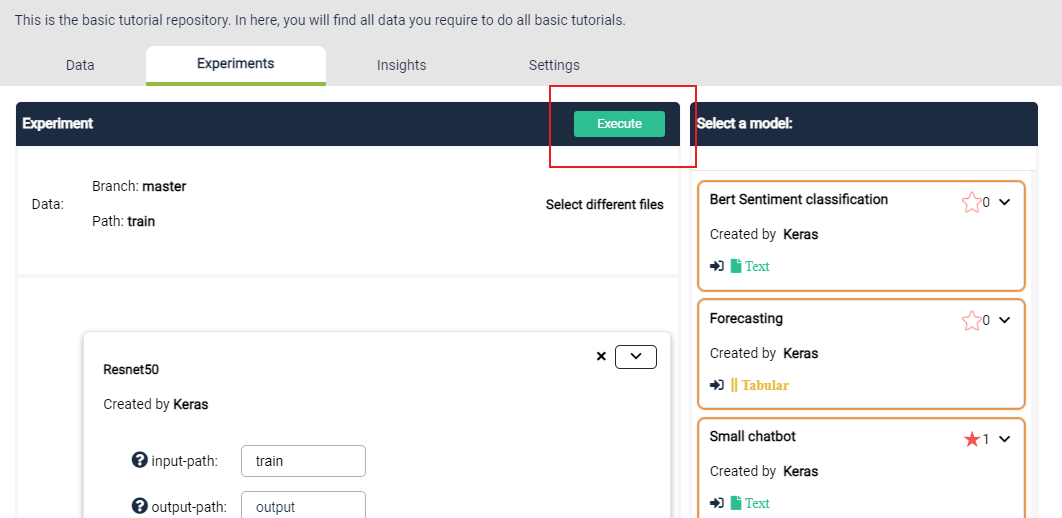 This is the basic tutorial repository. In here, you will find all data you require to do all basic tutorials.
Data
Experiments
Insights
Settings
Experiment
Execute
Data:
Branch: master
Path: train
Select different files
Resnet50
Created by Keras
input-path:
train
output-path:
output
Select a model:
Bert Sentiment classification
0
Created by Keras
Text
Forecasting
0
Created by Keras
Tabular
Small chatbot
1
Created by Keras
Text